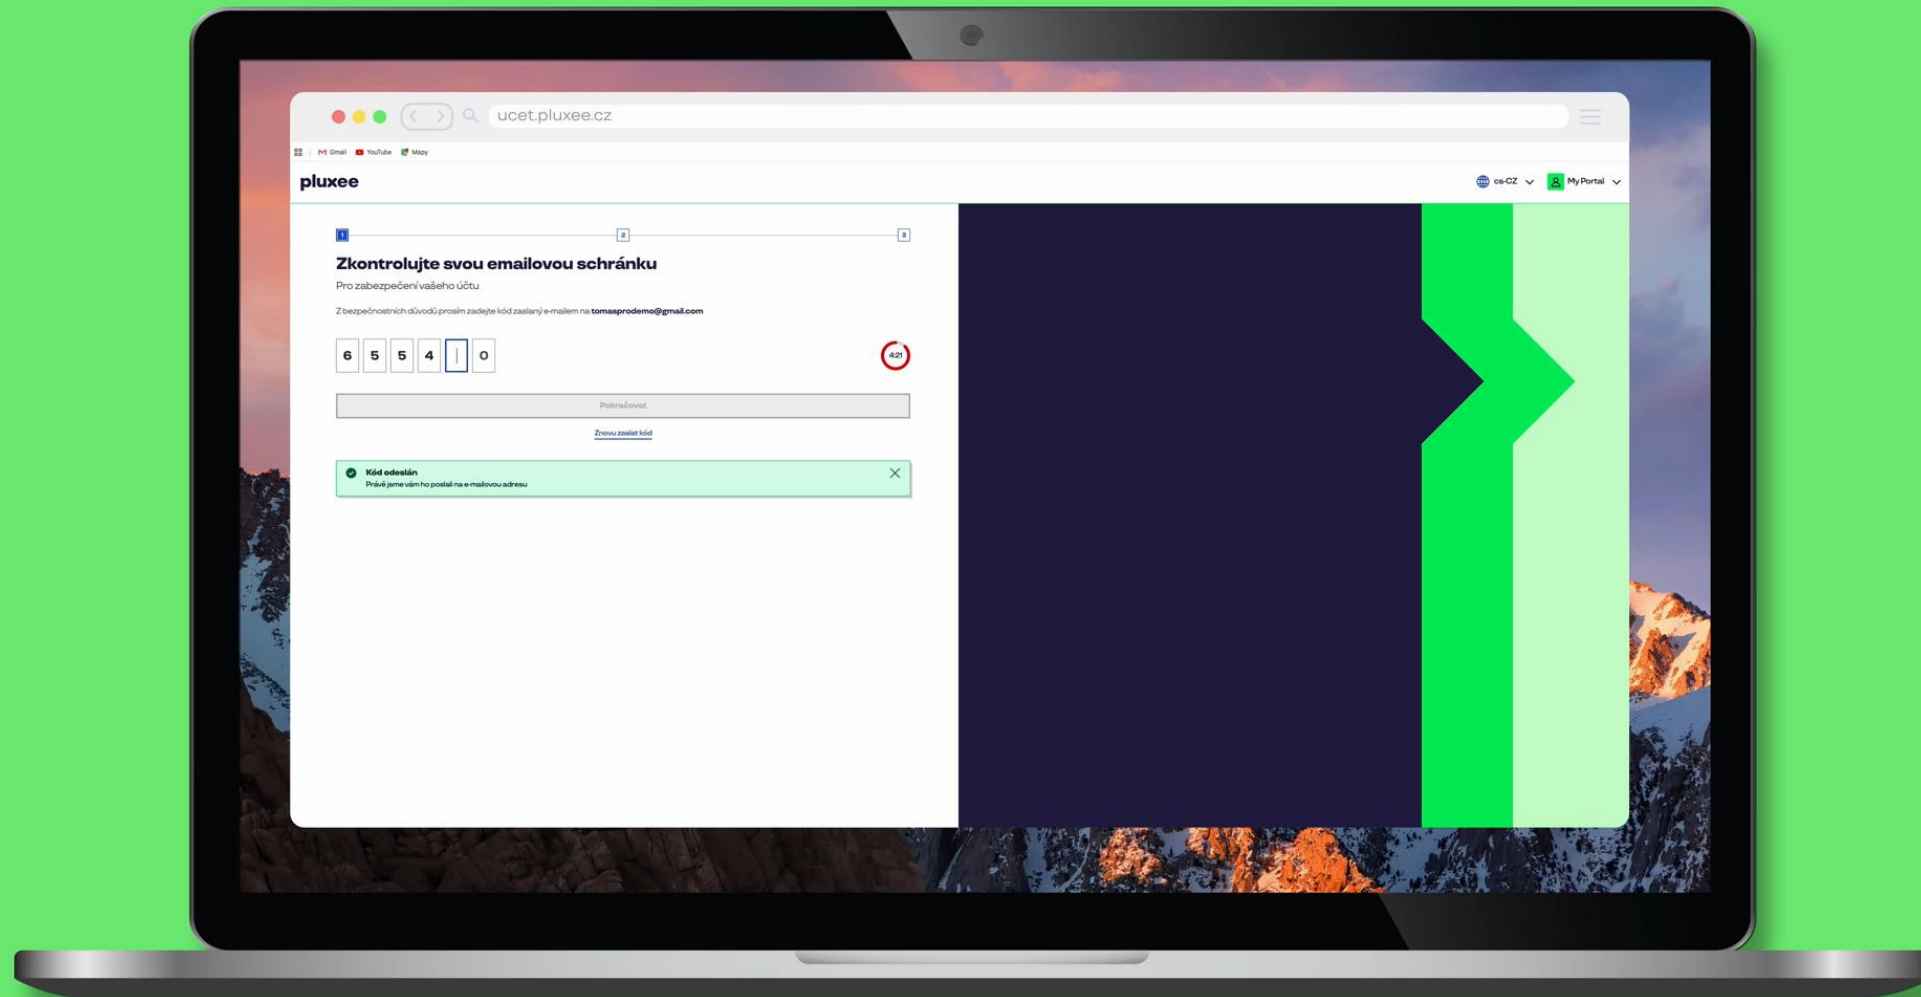 ucet.pluxee.cz
Gmail YouTube Mapy
pluxee
cs-CZ
My Portal
1 2 3
Zkontrolujte svou emailovou schránku
Pro zabezpečení vašeho účtu
Z bezpečnostních důvodů prosím zadejte kód zaslaný e-mailem na tomasprodemo@gmail.com
6 5 5 4 0
4:21
Pokračovat
Znovu zaslat kód
Kód odeslán
Právě jsme vám ho poslali na e-mailovou adresu